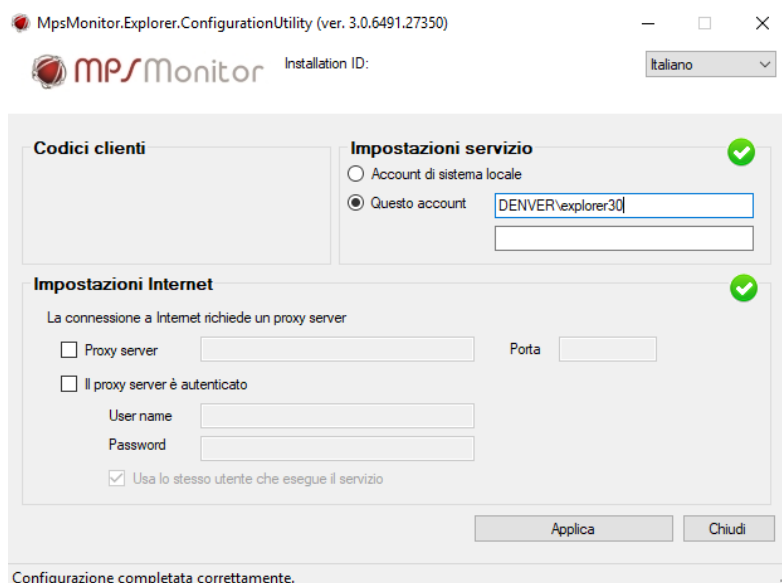 MpsMonitor.Explorer.ConfigurationUtility (ver. 3.0.6491.27350)
MPSMonitor
Installation ID:
Italiano
Codici clienti
Impostazioni servizio
Account di sistema locale
Questo account
DENVER\explorer30
Impostazioni Internet
La connessione a Internet richiede un proxy server
Proxy server
Porta
Il proxy server è autenticato
User name
Password
Usa lo stesso utente che esegue il servizio
Applica
Chiudi
Configurazione completata correttamente.